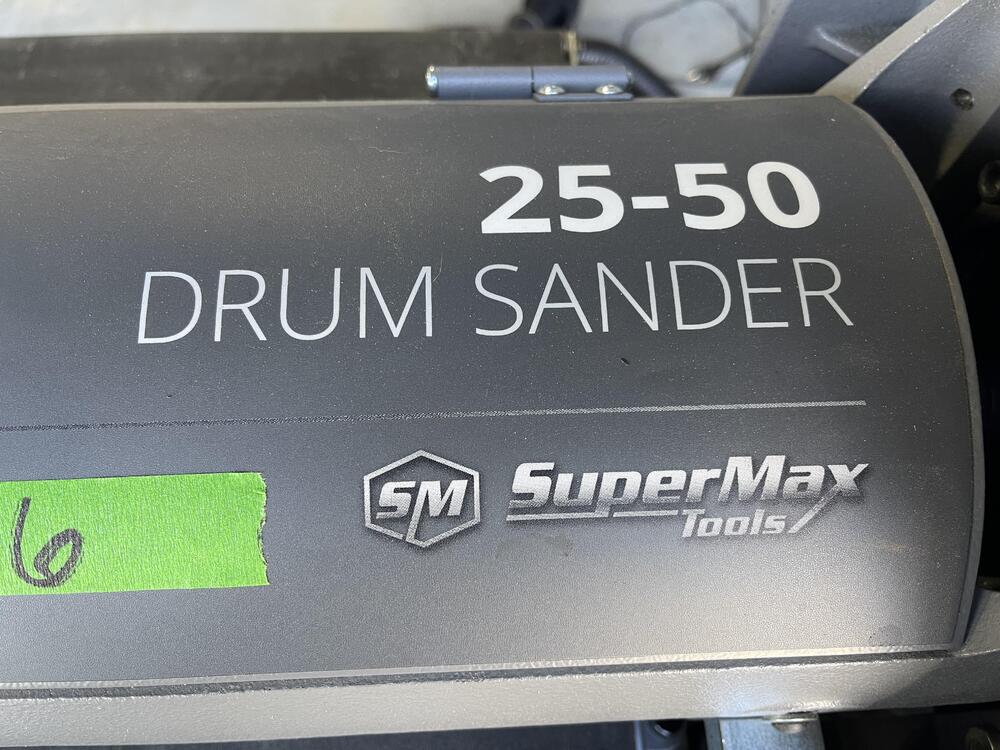 25-50
DRUM SANDER
SM
SuperMax
Tools
6